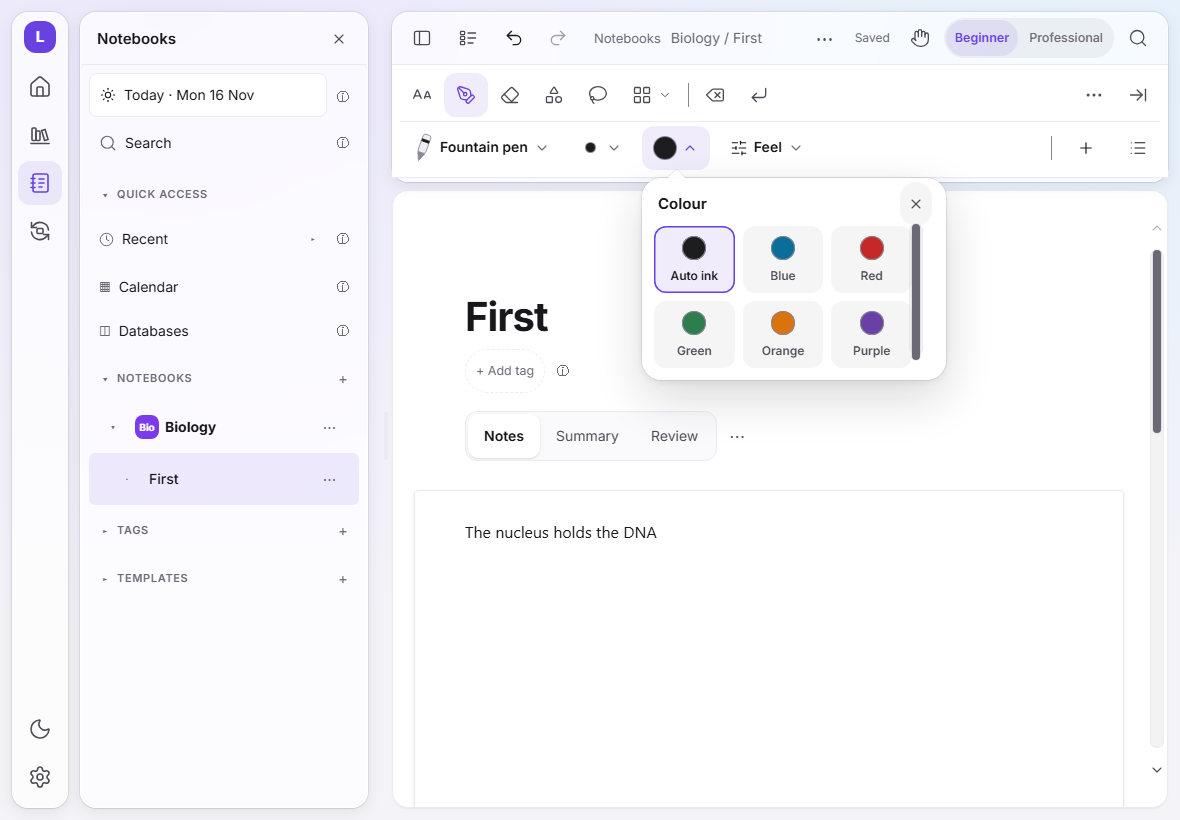 L
Notebooks
Today · Mon 16 Nov
Search
QUICK ACCESS
Recent
Calendar
Databases
NOTEBOOKS
Bio Biology
First
TAGS
TEMPLATES
Notebooks Biology / First
Saved
Beginner Professional
AA
Fountain pen
Feel
Colour
Auto ink Blue Red
Green Orange Purple
First
+ Add tag
Notes Summary Review
The nucleus holds the DNA